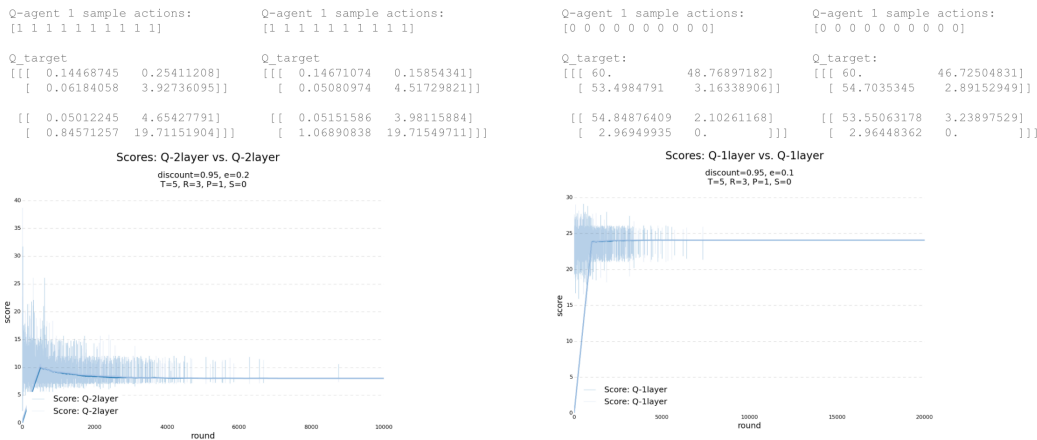 Q-agent 1 sample actions:
[1 1 1 1 1 1 1 1 1 1]
Q_target
[[[ 0.14468745 0.25411208]
[ 0.06184058 3.92736095]]
[[ 0.05012245 4.65427791]
[ 0.84571257 19.71151904]]]
Q-agent 1 sample actions:
[1 1 1 1 1 1 1 1 1 1]
Q_target
[[[ 0.14671074 0.15854341]
[ 0.05080974 4.51729821]]
[[ 0.05151586 3.98115884]
[ 1.06890838 19.71549711]]]
Scores: Q-2layer vs. Q-2layer
discount=0.95, e=0.2
T=5, R=3, P=1, S=0
40
35
30
25
20
15
10
5
0
score
0 2000 4000 6000 8000 10000
round
Score: Q-2layer
Score: Q-2layer
Q-agent 1 sample actions:
[0 0 0 0 0 0 0 0 0 0]
Q_target:
[[[ 60. 48.76897182]
[ 53.4984791 3.16338906]]
[[ 54.84876409 2.10261168]
[ 2.96949935 0. ]]]
Q-agent 1 sample actions:
[0 0 0 0 0 0 0 0 0 0]
Q_target:
[[[ 60. 46.72504831]
[ 54.7035345 2.89152949]]
[[ 53.55063178 3.23897529]
[ 2.96448362 0. ]]]
Scores: Q-1layer vs. Q-1layer
discount=0.95, e=0.1
T=5, R=3, P=1, S=0
30
25
20
15
10
5
0
score
0 5000 10000 15000 20000
round
Score: Q-1layer
Score: Q-1layer